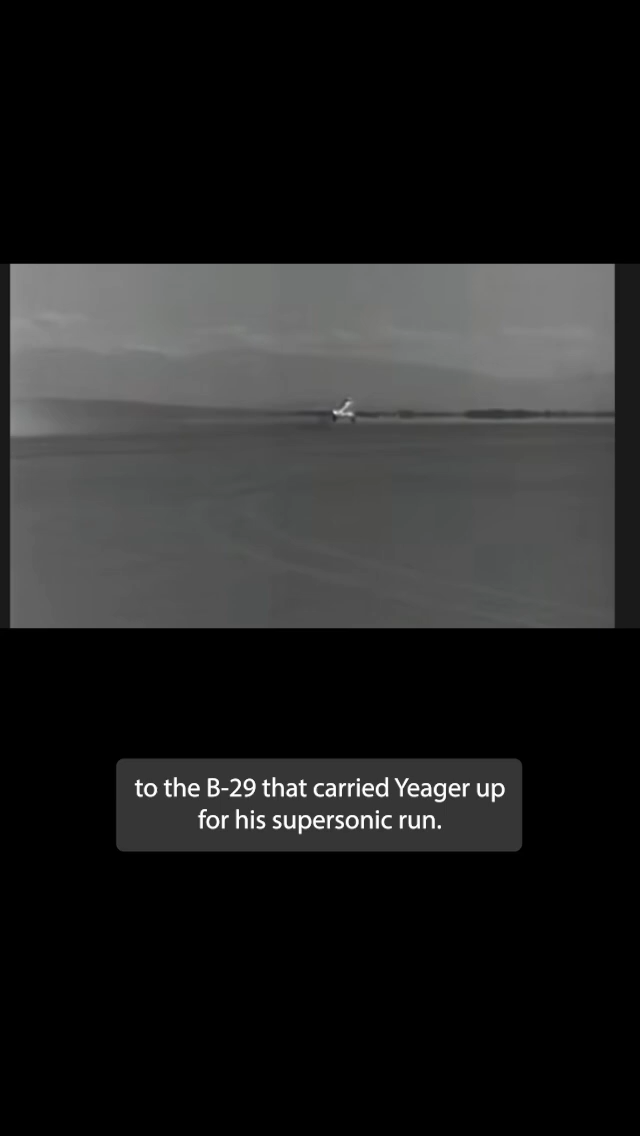 to the B-29 that carried Yeager up
for his supersonic run.